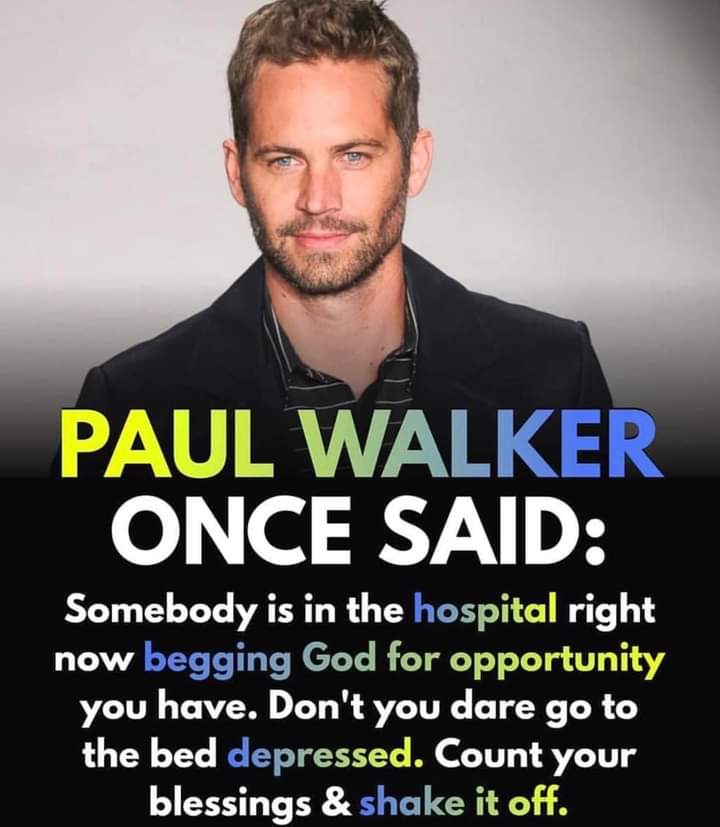 PAUL WALKER
ONCE SAID:
Somebody is in the hospital right
now begging God for opportunity
you have. Don't you dare go to
the bed depressed. Count your
blessings & shake it off.